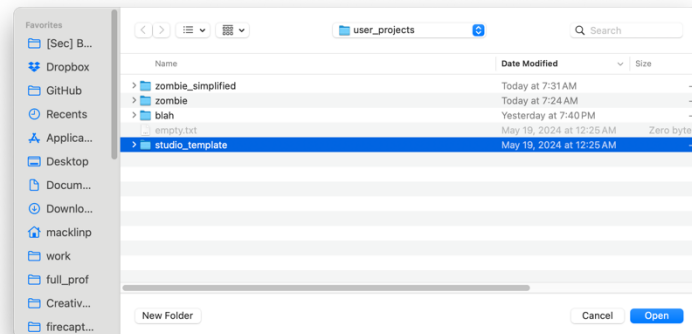 Favorites
[Sec] B...
Dropbox
GitHub
Recents
Applica...
Desktop
Docum...
Downlo...
macklinp
work
full_prof
Creativ...
firecapt...
user_projects
Search
Name Date Modified Size
zombie_simplified Today at 7:31 AM --
zombie Today at 7:24 AM --
blah Yesterday at 7:40 PM --
empty.txt May 19, 2024 at 12:25 AM Zero byte
studio_template May 19, 2024 at 12:25 AM --
New Folder Cancel Open